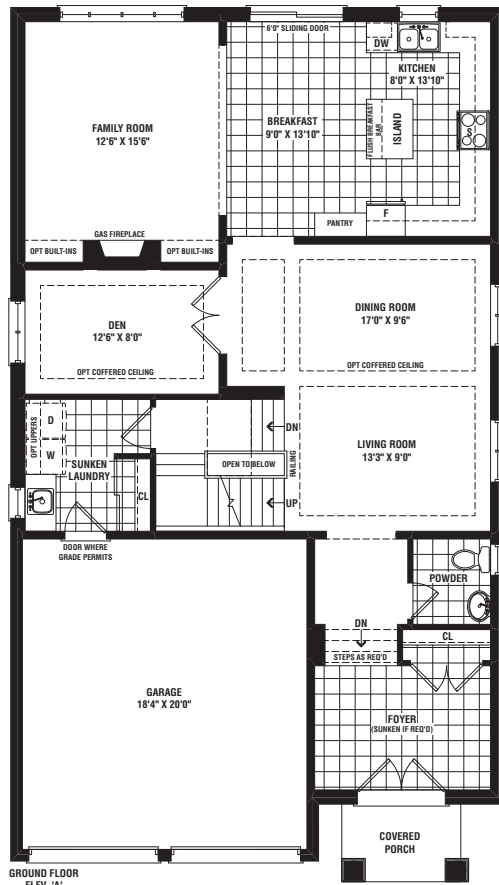 6'0" SLIDING DOOR
DW
KITCHEN
8'0" X 13'10"
FAMILY ROOM
12'6" X 15'6"
BREAKFAST
9'0" X 13'10"
FLUSH BREAKFAST
BAR
ISLAND
S
F
PANTRY
GAS FIREPLACE
OPT BUILT-INS
OPT BUILT-INS
DEN
12'6" X 8'0"
OPT COFFERED CEILING
DINING ROOM
17'0" X 9'6"
OPT COFFERED CEILING
LIVING ROOM
13'3" X 9'0"
OPT UPPERS
D
W
SUNKEN
LAUNDRY
CL
DN
OPEN TO BELOW
RAILING
UP
DOOR WHERE
GRADE PERMITS
POWDER
DN
STEPS AS REQ'D
CL
GARAGE
18'4" X 20'0"
FOYER
(SUNKEN IF REQ'D)
COVERED
PORCH
GROUND FLOOR
ELEV. 'A'